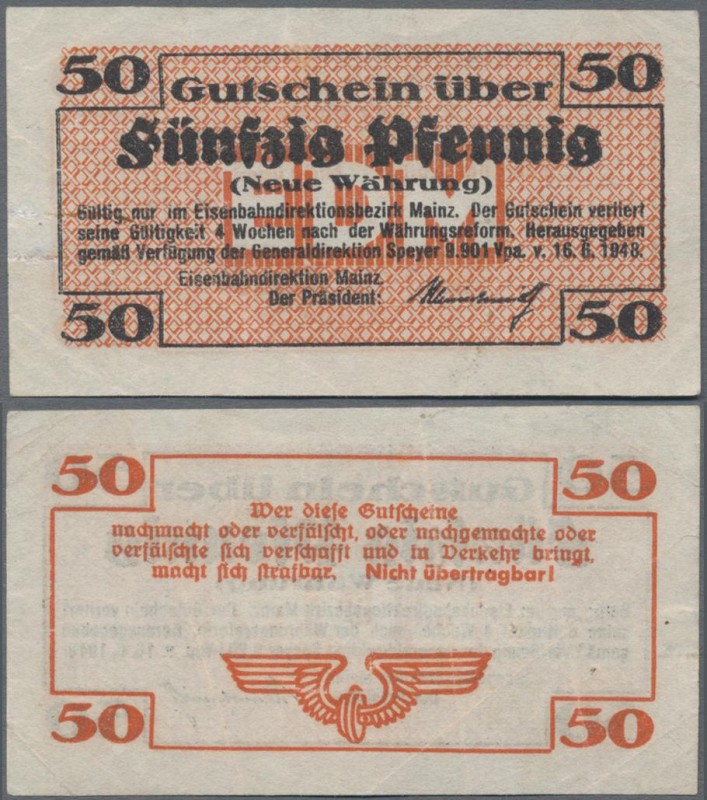 50 50
Gutschein über
Fünfzig Pfennig
(Neue Währung)
EDM
Gültig nur im Eisenbahndirektionsbezirk Mainz. Der Gutschein verliert
seine Gültigkeit 4 Wochen nach der Währungsreform. Herausgegeben
gemäß Verfügung der Generaldirektion Speyer 9.901 Vpa. v. 16.6.1948.
Eisenbahndirektion Mainz.
Der Präsident:
50 50
50 50
Wer diese Gutscheine
nachmacht oder verfälscht, oder nachgemachte oder
verfälschte sich verschafft und in Verkehr bringt,
macht sich strafbar. Nicht übertragbar!
50 50